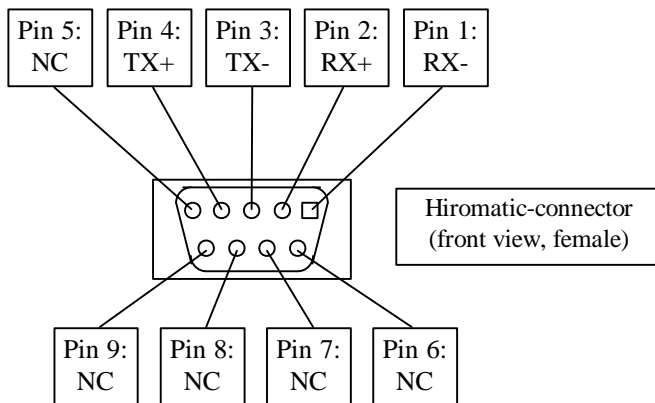 Pin 5:
NC
Pin 4:
TX+
Pin 3:
TX-
Pin 2:
RX+
Pin 1:
RX-
Hiromatic-connector
(front view, female)
Pin 9:
NC
Pin 8:
NC
Pin 7:
NC
Pin 6:
NC